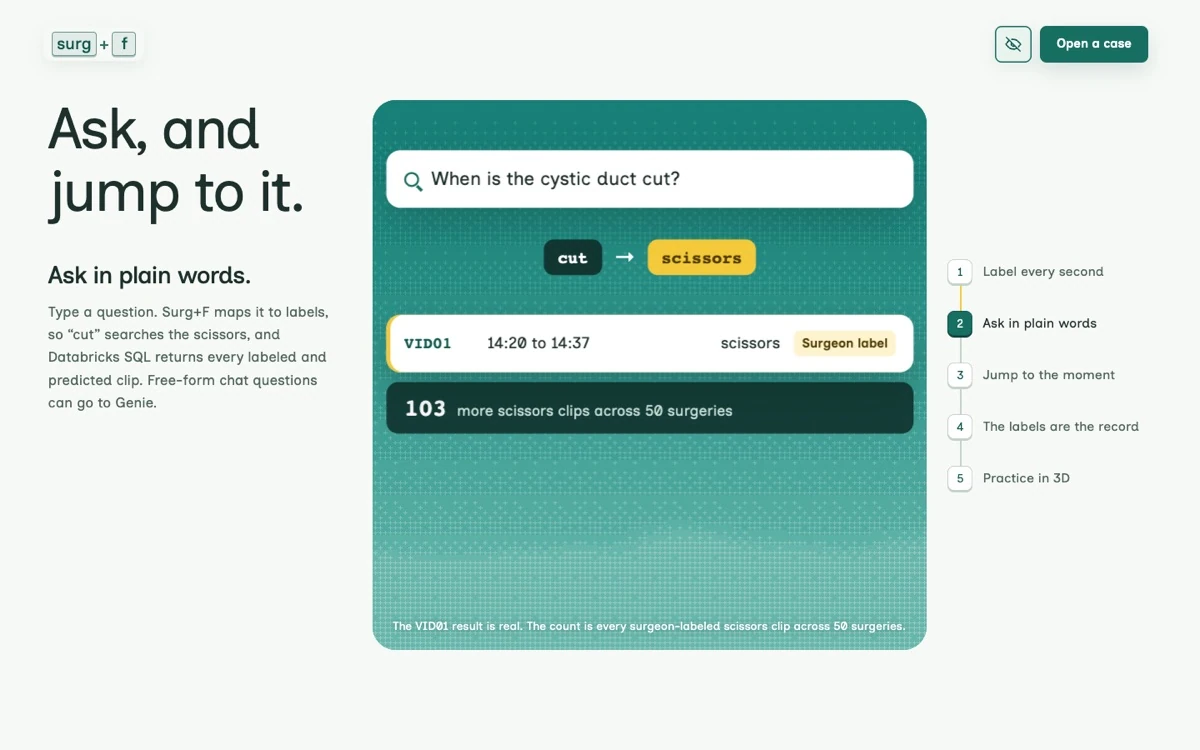 surg + f
Open a case
Ask, and
jump to it.
Ask in plain words.
Type a question. Surg+F maps it to labels,
so “cut” searches the scissors, and
Databricks SQL returns every labeled and
predicted clip. Free-form chat questions
can go to Genie.
When is the cystic duct cut?
cut → scissors
VID01 14:20 to 14:37 scissors Surgeon label
103 more scissors clips across 50 surgeries
The VID01 result is real. The count is every surgeon-labeled scissors clip across 50 surgeries.
1 Label every second
2 Ask in plain words
3 Jump to the moment
4 The labels are the record
5 Practice in 3D